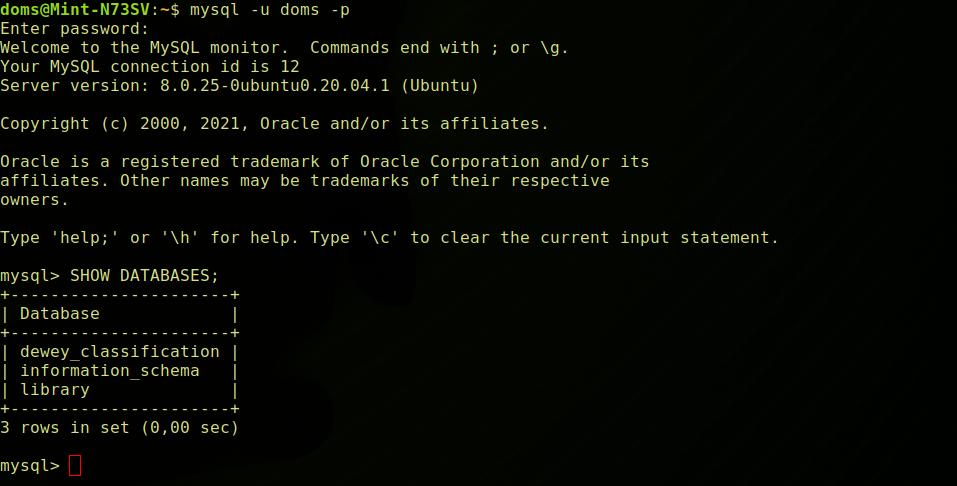 doms@Mint-N73SV:~$ mysql -u doms -p
Enter password:
Welcome to the MySQL monitor.  Commands end with ; or \g.
Your MySQL connection id is 12
Server version: 8.0.25-0ubuntu0.20.04.1 (Ubuntu)

Copyright (c) 2000, 2021, Oracle and/or its affiliates.

Oracle is a registered trademark of Oracle Corporation and/or its
affiliates. Other names may be trademarks of their respective
owners.

Type 'help;' or '\h' for help. Type '\c' to clear the current input statement.

mysql> SHOW DATABASES;
+----------------------+
| Database             |
+----------------------+
| dewey_classification |
| information_schema   |
| library              |
+----------------------+
3 rows in set (0,00 sec)

mysql>